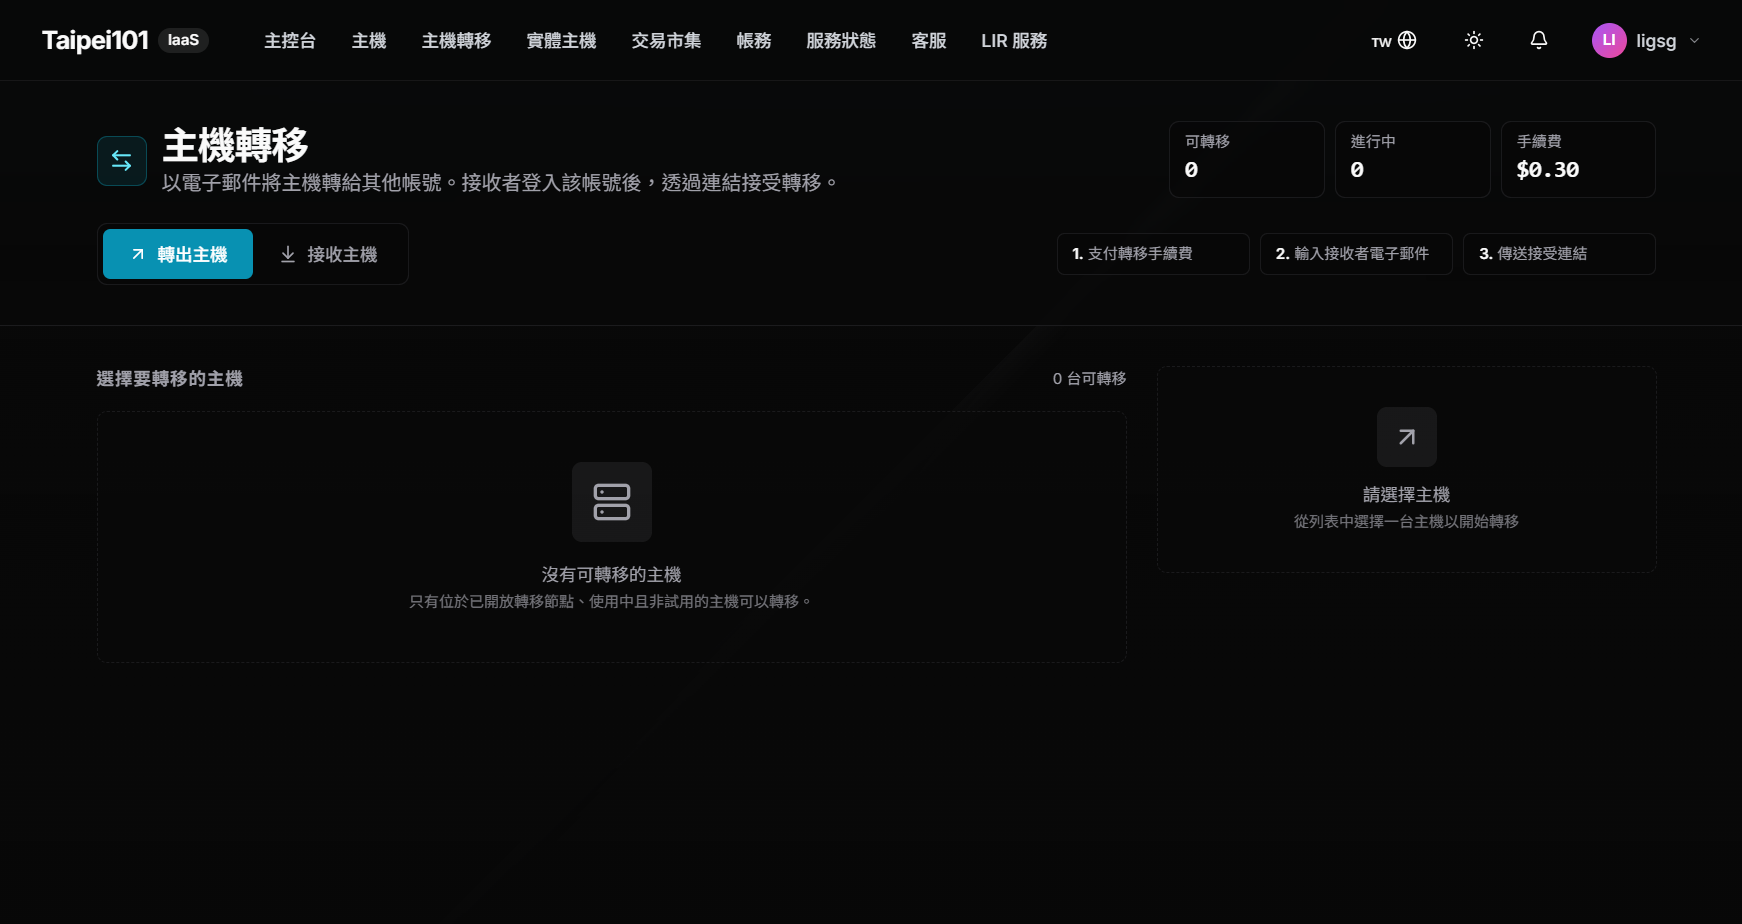 Taipei101 IaaS 主控台 主機 主機轉移 實體主機 交易市集 帳務 服務狀態 客服 LIR 服務 TW LI ligsg
主機轉移
以電子郵件將主機轉給其他帳號。接收者登入該帳號後，透過連結接受轉移。
可轉移
0
進行中
0
手續費
$0.30
轉出主機 接收主機
1. 支付轉移手續費 2. 輸入接收者電子郵件 3. 傳送接受連結
選擇要轉移的主機 0 台可轉移
沒有可轉移的主機
只有位於已開放轉移節點、使用中且非試用的主機可以轉移。
請選擇主機
從列表中選擇一台主機以開始轉移